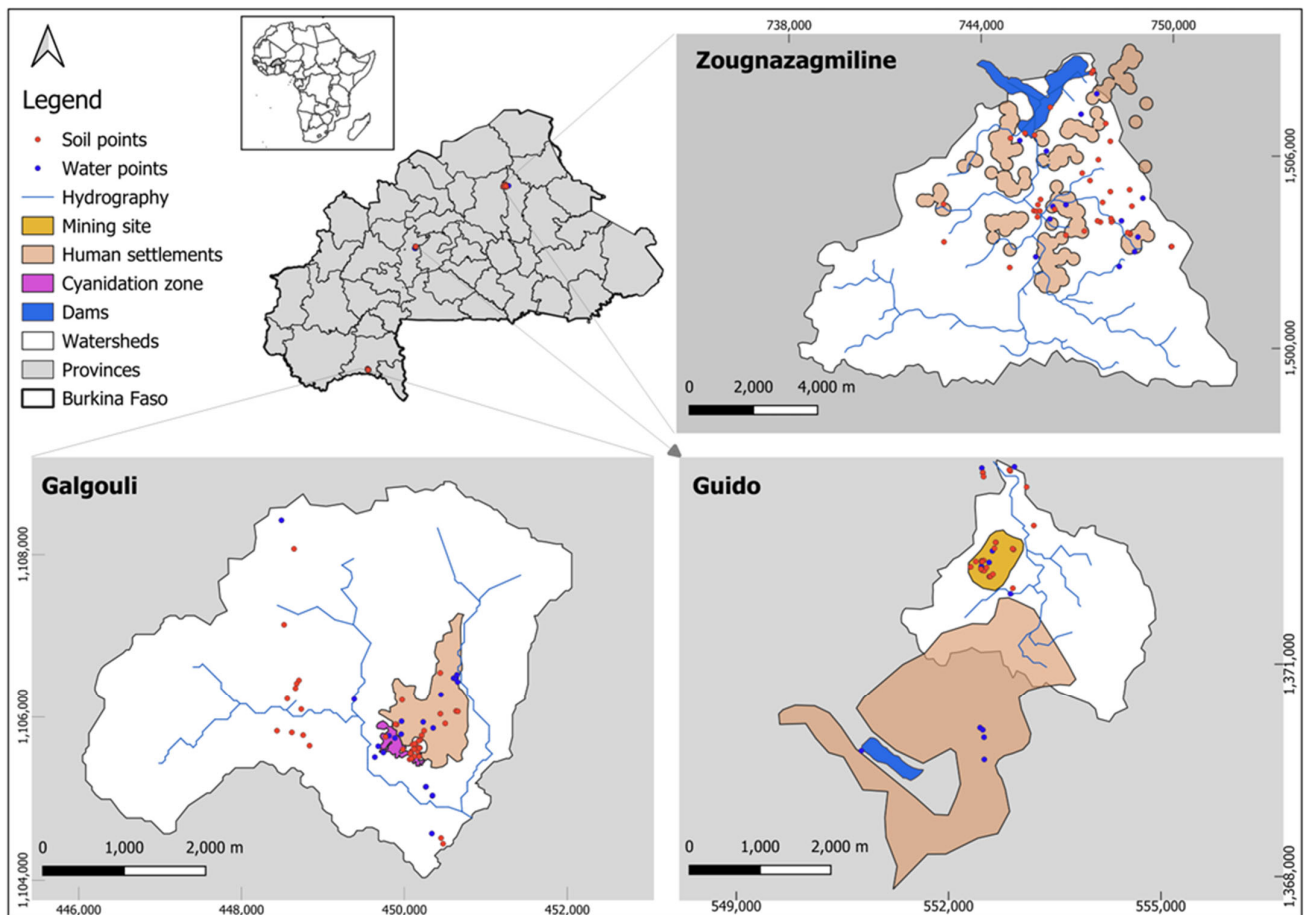 Legend
Soil points
Water points
Hydrography
Mining site
Human settlements
Cyanidation zone
Dams
Watersheds
Provinces
Burkina Faso
738,000 744,000 750,000
Zougnazagmiline
1,506,000
1,500,000
0 2,000 4,000 m
Galgouli
1,108,000
1,106,000
1,104,000
0 1,000 2,000 m
446,000 448,000 450,000 452,000
Guido
1,371,000
1,368,000
0 1,000 2,000 m
549,000 552,000 555,000